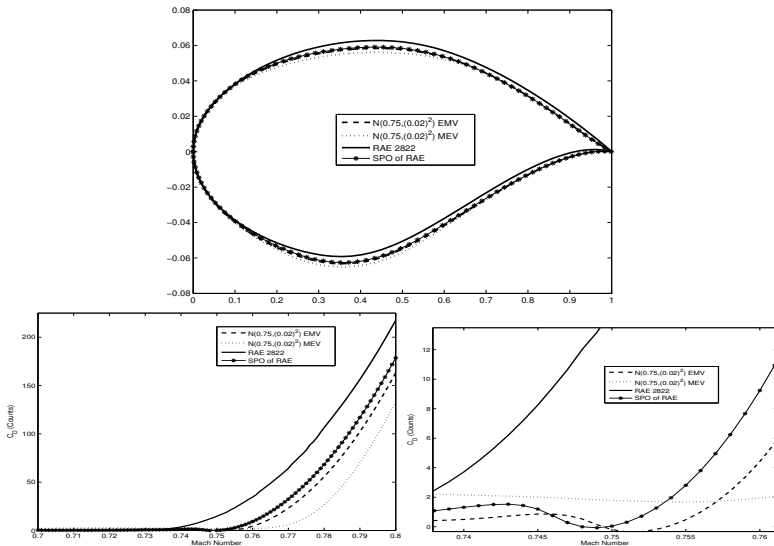 0.08
0.06
0.04
0.02
0
−0.02
−0.04
−0.06
−0.08
N(0.75,(0.02)²) EMV
N(0.75,(0.02)²) MEV
RAE 2822
SPO of RAE
0 0.1 0.2 0.3 0.4 0.5 0.6 0.7 0.8 0.9 1
200
150
100
50
0
C_D (Counts)
N(0.75,(0.02)²) EMV
N(0.75,(0.02)²) MEV
RAE 2822
SPO of RAE
0.7 0.71 0.72 0.73 0.74 0.75 0.76 0.77 0.78 0.79 0.8
Mach Number
12
10
8
6
4
2
0
C_D (Counts)
N(0.75,(0.02)²) EMV
N(0.75,(0.02)²) MEV
RAE 2822
SPO of RAE
0.74 0.745 0.75 0.755 0.76
Mach Number